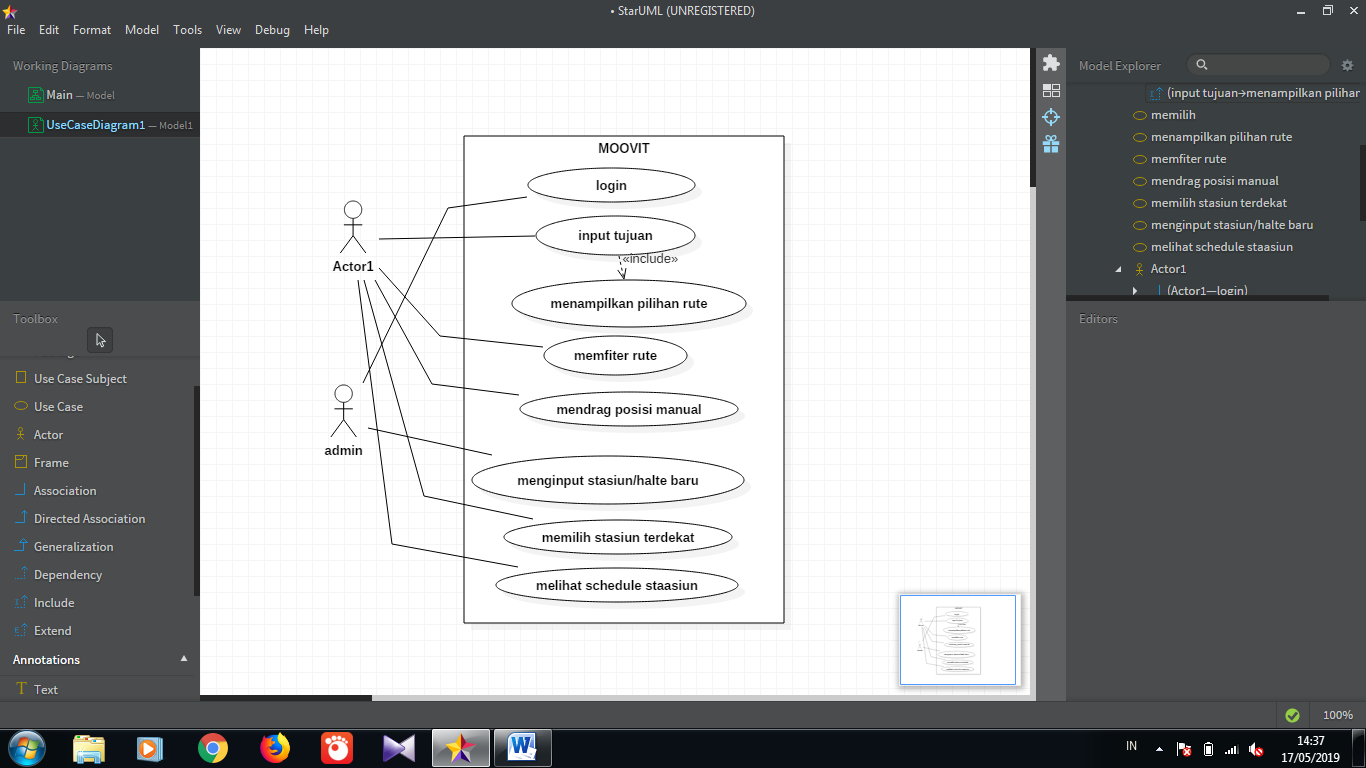 • StarUML (UNREGISTERED)
File Edit Format Model Tools View Debug Help
Working Diagrams
Main — Model
UseCaseDiagram1 — Model1
Toolbox
Use Case Subject
Use Case
Actor
Frame
Association
Directed Association
Generalization
Dependency
Include
Extend
Annotations
Text
MOOVIT
login
input tujuan
«include»
menampilkan pilihan rute
memfiter rute
mendrag posisi manual
menginput stasiun/halte baru
memilih stasiun terdekat
melihat schedule staasiun
Actor1
admin
Model Explorer
(input tujuan→menampilkan pilihar
memilih
menampilkan pilihan rute
memfiter rute
mendrag posisi manual
memilih stasiun terdekat
menginput stasiun/halte baru
melihat schedule staasiun
Actor1
(Actor1—login)
Editors
100%
IN
14:37
17/05/2019